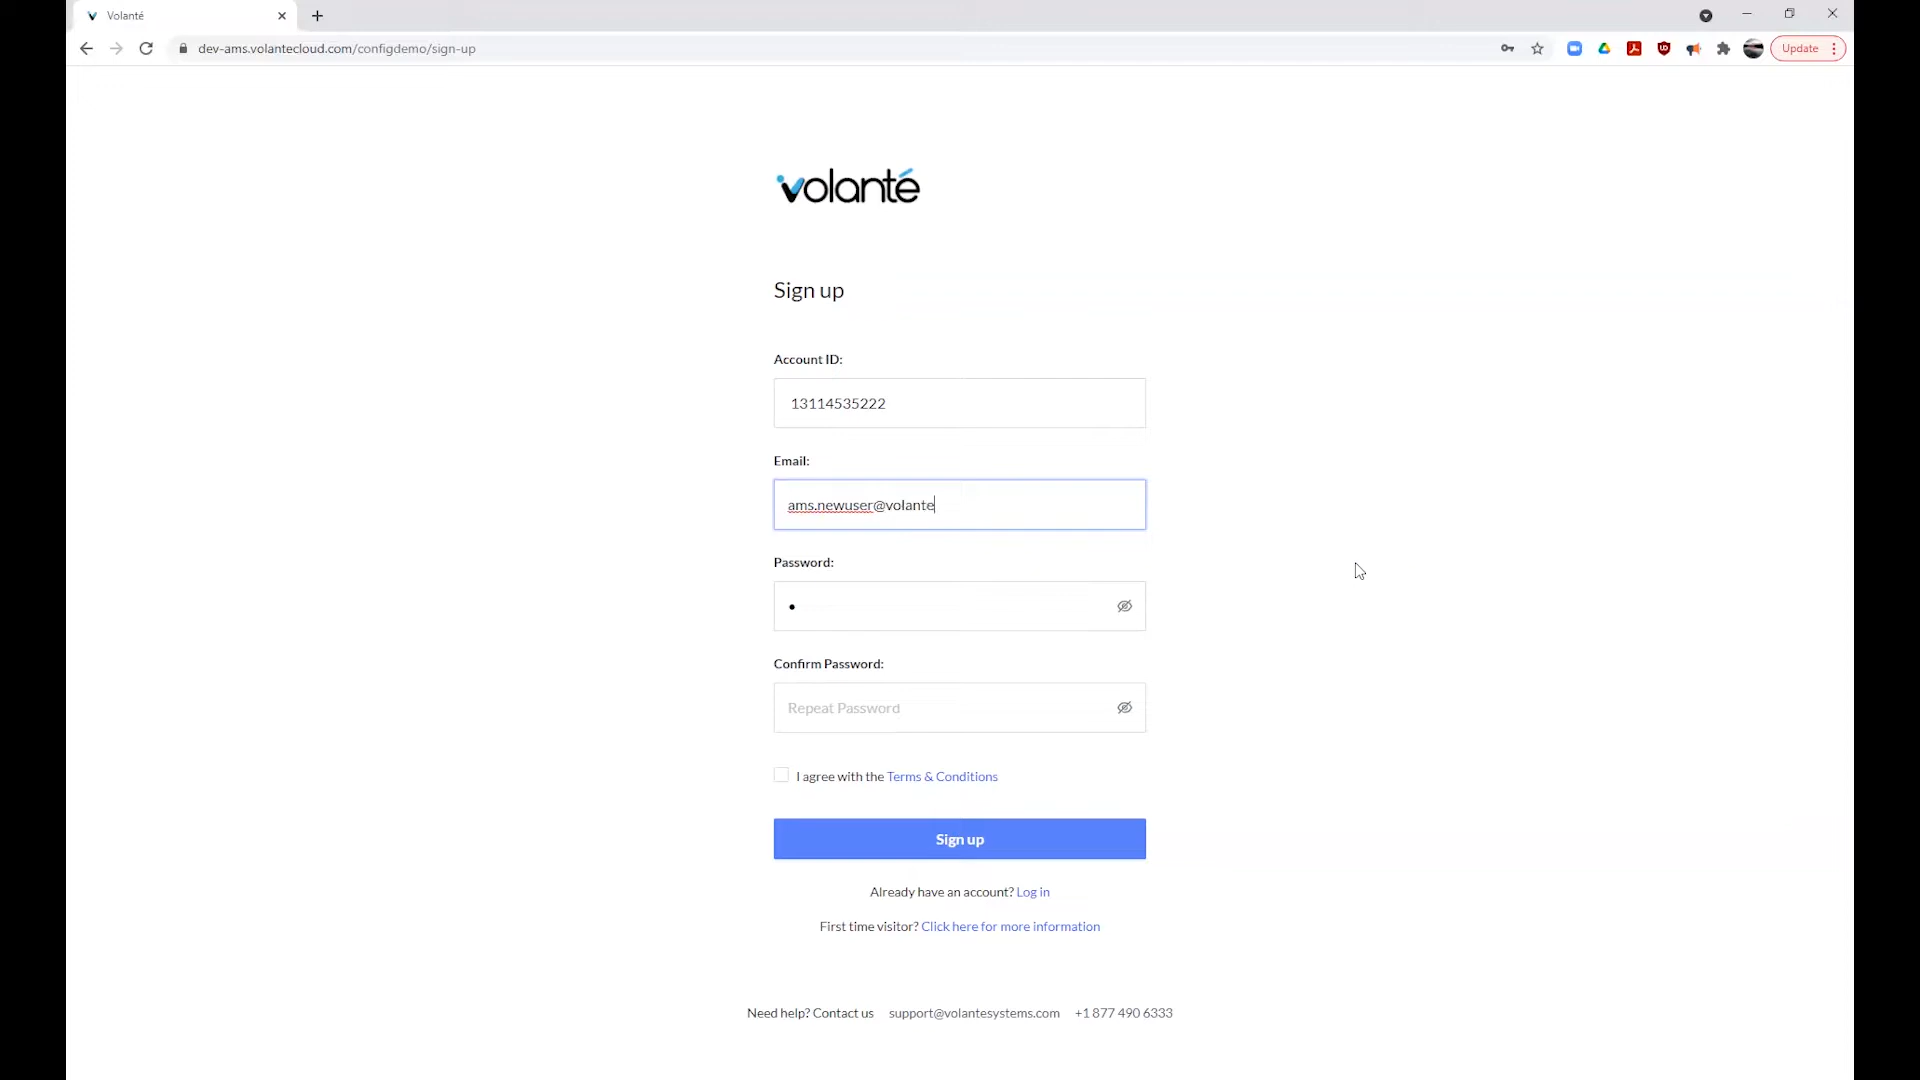 Volanté
dev-ams.volantecloud.com/configdemo/sign-up
Update
volanté
Sign up
Account ID:
13114535222
Email:
ams.newuser@volante
Password:
Confirm Password:
Repeat Password
I agree with the Terms & Conditions
Sign up
Already have an account? Log in
First time visitor? Click here for more information
Need help? Contact us support@volantesystems.com +1 877 490 6333